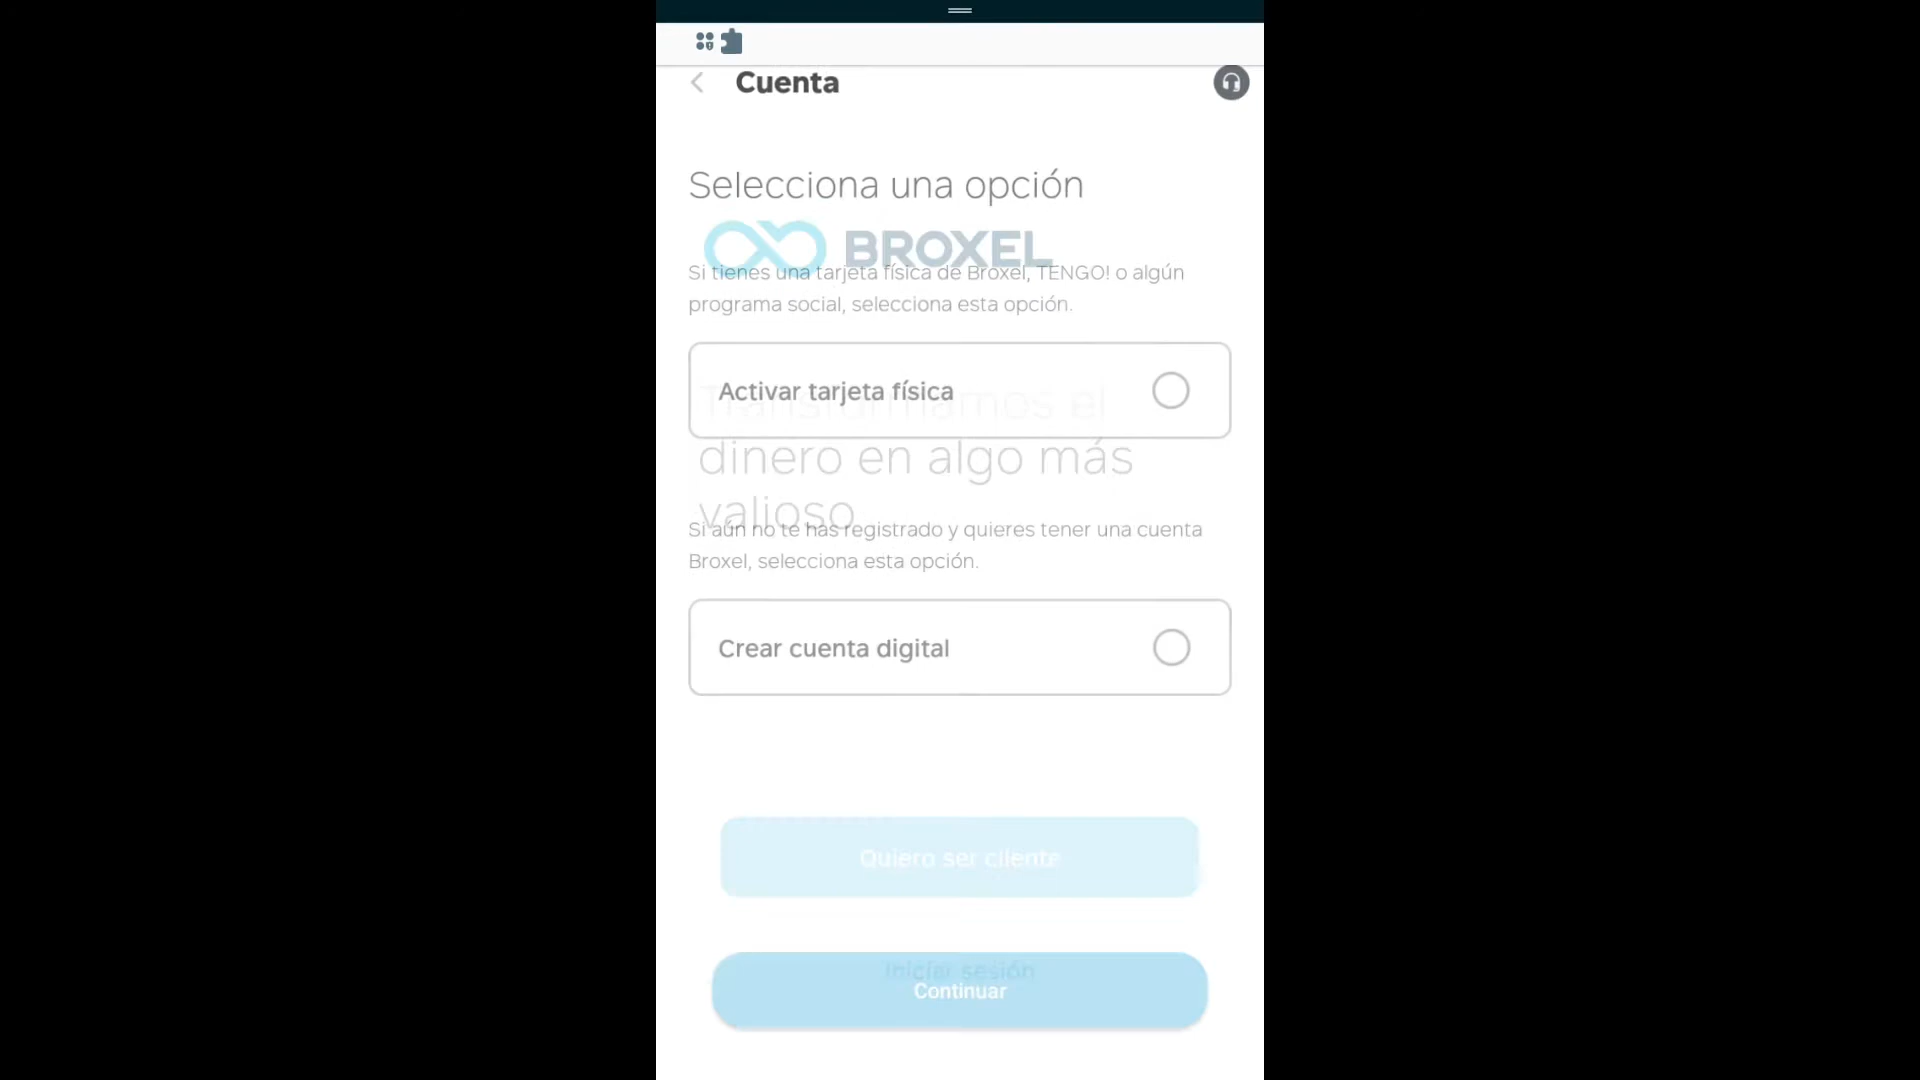 Cuenta
Selecciona una opción
BROXEL
Si tienes una tarjeta física de Broxel, TENGO! o algún
programa social, selecciona esta opción.
Activar tarjeta física
Transformamos el
dinero en algo más
valioso
Si aún no te has registrado y quieres tener una cuenta
Broxel, selecciona esta opción.
Crear cuenta digital
Quiero ser cliente
Iniciar sesión
Continuar